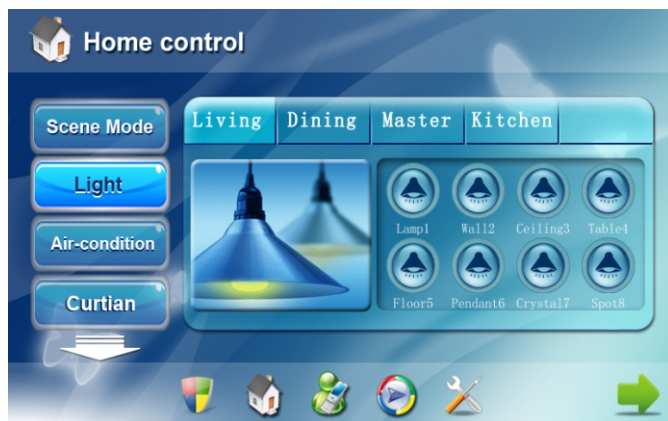 Home control
Scene Mode
Light
Air-condition
Curtian
Living Dining Master Kitchen
Lamp1 Wall2 Ceiling3 Table4
Floor5 Pendant6 Crystal7 Spot8